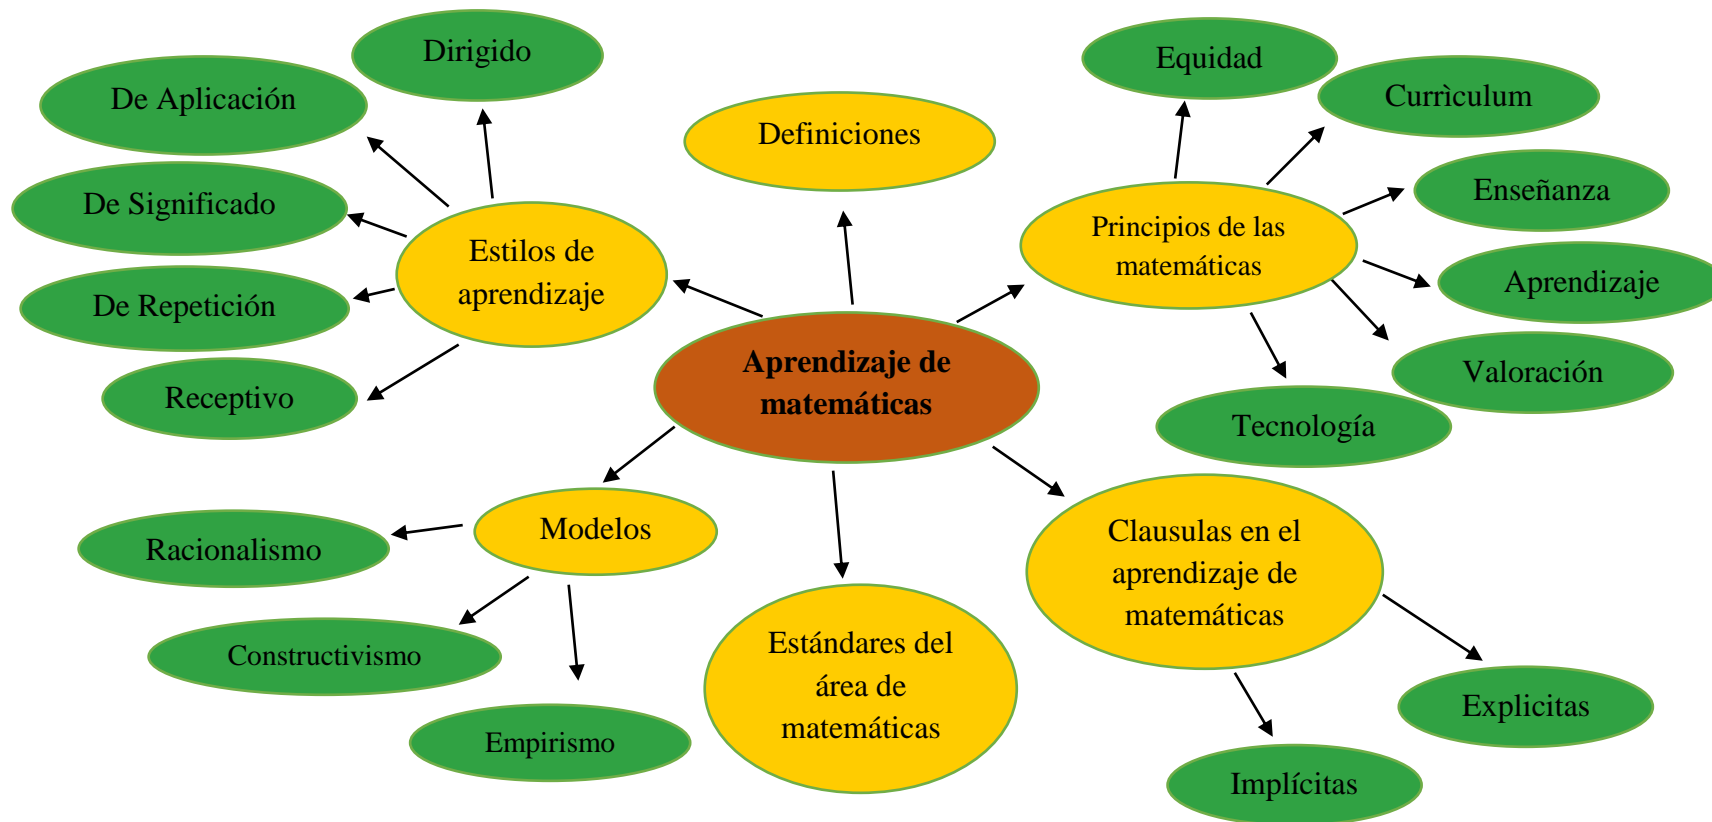 Dirigido
De Aplicación
De Significado
De Repetición
Receptivo
Estilos de
aprendizaje
Definiciones
Equidad
Currìculum
Enseñanza
Aprendizaje
Valoración
Tecnología
Principios de las
matemáticas
Aprendizaje de
matemáticas
Modelos
Racionalismo
Constructivismo
Empirismo
Estándares del
área de
matemáticas
Clausulas en el
aprendizaje de
matemáticas
Explicitas
Implícitas